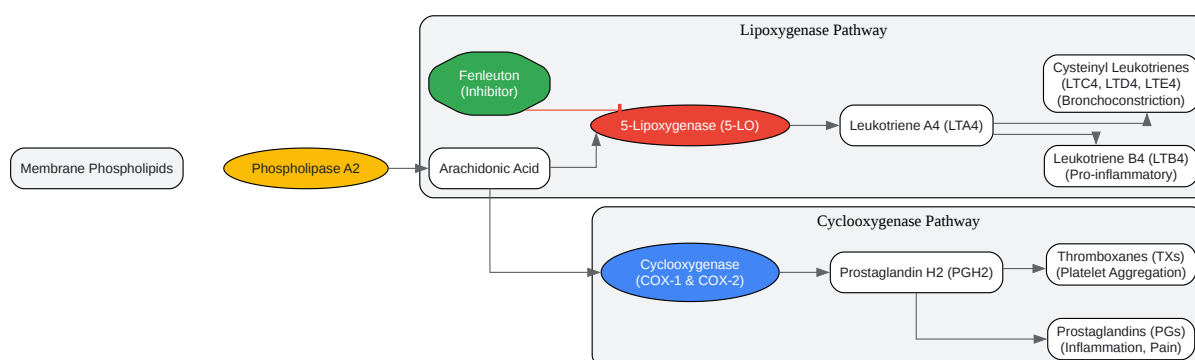 Lipoxygenase Pathway
Fenleuton
(Inhibitor)
5-Lipoxygenase (5-LO)
Leukotriene A4 (LTA4)
Cysteinyl Leukotrienes
(LTC4, LTD4, LTE4)
(Bronchoconstriction)
Membrane Phospholipids
Phospholipase A2
Arachidonic Acid
Leukotriene B4 (LTB4)
(Pro-inflammatory)
Cyclooxygenase Pathway
Cyclooxygenase
(COX-1 & COX-2)
Prostaglandin H2 (PGH2)
Thromboxanes (TXs)
(Platelet Aggregation)
Prostaglandins (PGs)
(Inflammation, Pain)